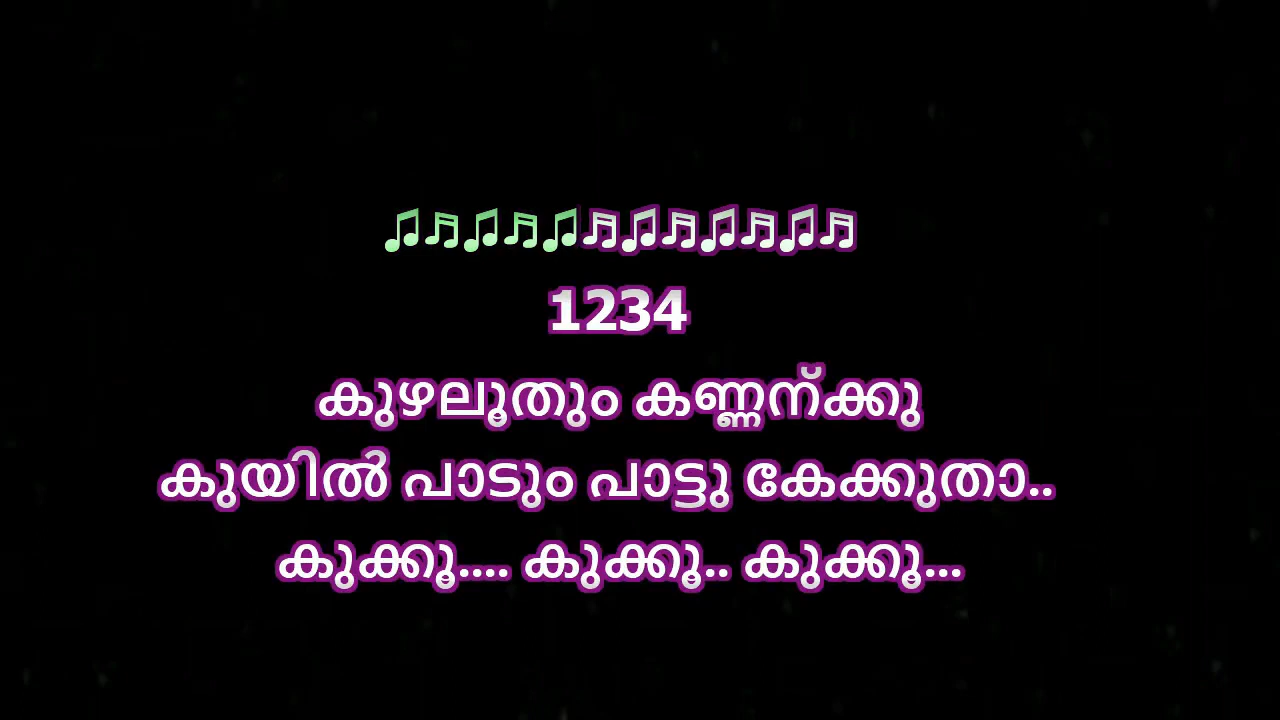 ♫♬♫♬♫♬♫♬♫♬♫♬
1234
കുഴലൂതും കണ്ണന്ക്കു
കുയിൽ പാടും പാട്ടു കേക്കുതാ..
കുക്കൂ.... കുക്കൂ.. കുക്കൂ...